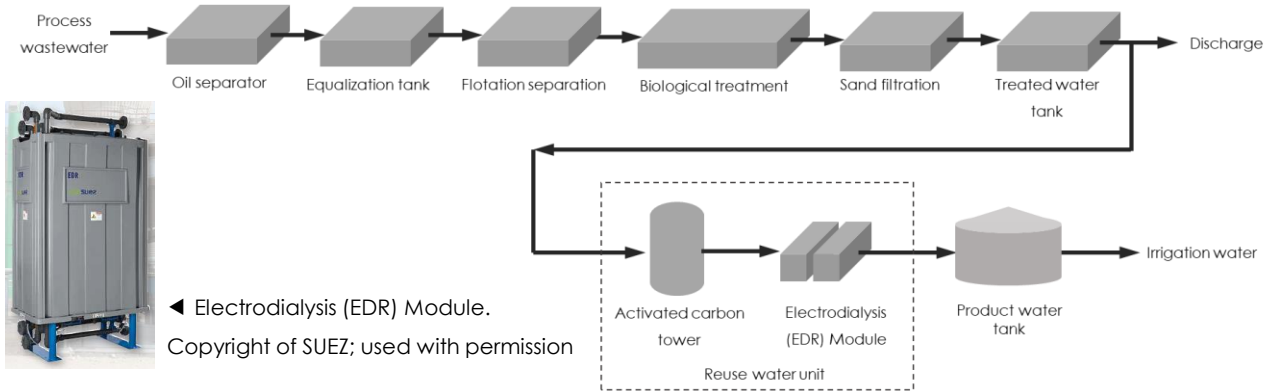 Process
wastewater
Discharge
Oil separator
Equalization tank
Flotation separation
Biological treatment
Sand filtration
Treated water
tank
EDR
EDR
◄ Electrodialysis (EDR) Module.
Copyright of SUEZ; used with permission
Activated carbon
tower
Electrodialysis
(EDR) Module
Product water
tank
Irrigation water
Reuse water unit